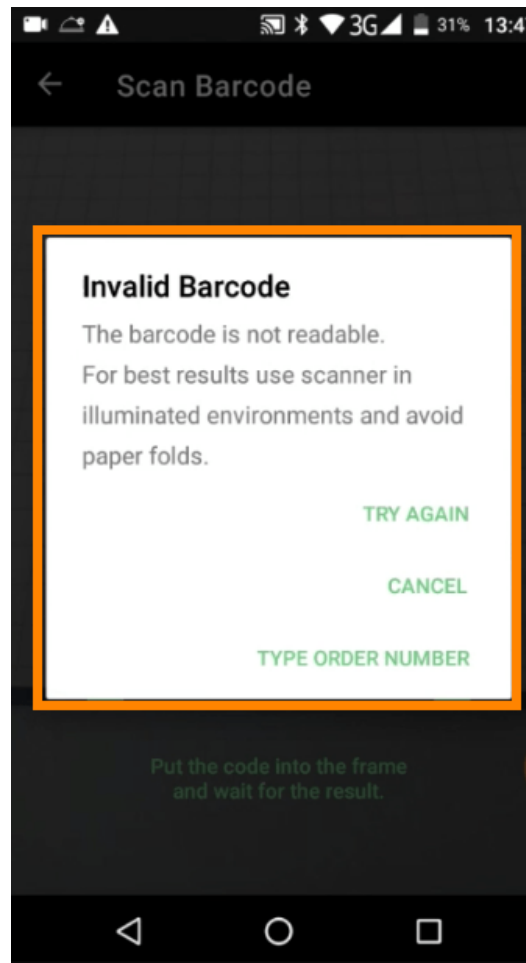 3G 31% 13:4
Scan Barcode
Invalid Barcode
The barcode is not readable.
For best results use scanner in
illuminated environments and avoid
paper folds.
TRY AGAIN
CANCEL
TYPE ORDER NUMBER
Put the code into the frame
and wait for the result.